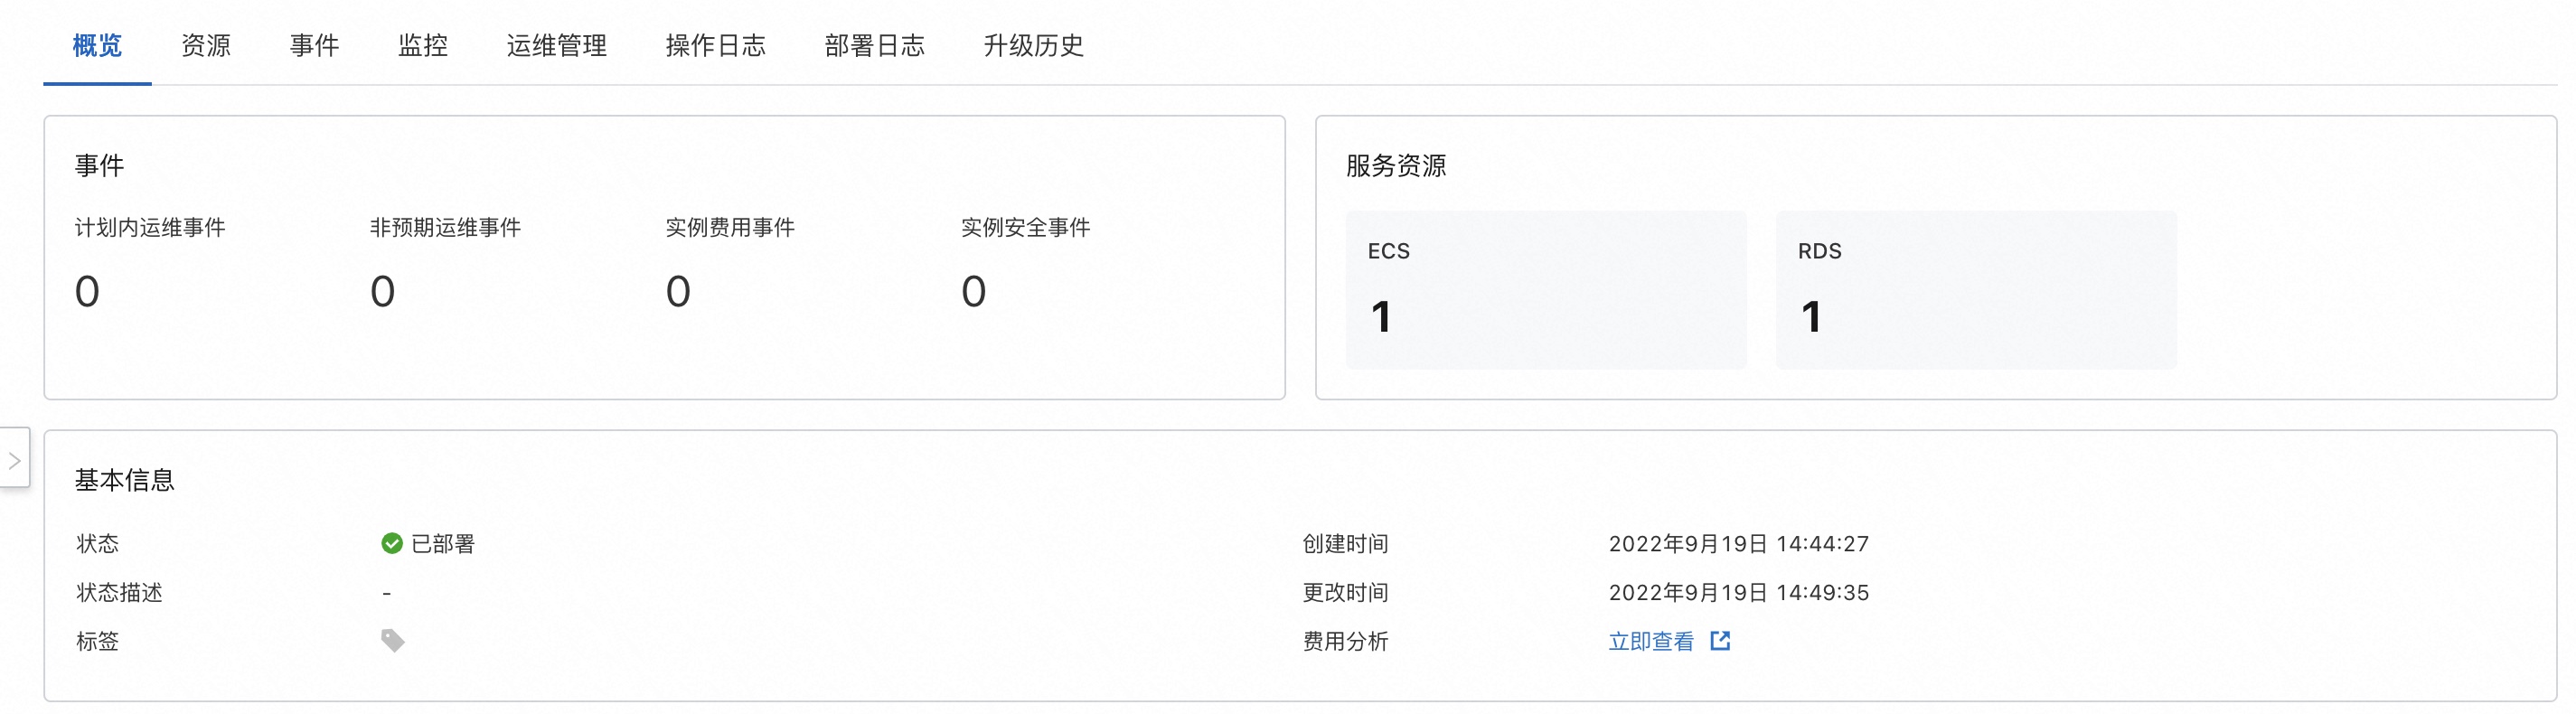 概览 资源 事件 监控 运维管理 操作日志 部署日志 升级历史
事件
计划内运维事件 非预期运维事件 实例费用事件 实例安全事件
0 0 0 0
服务资源
ECS RDS
1 1
基本信息
状态 已部署 创建时间 2022年9月19日 14:44:27
状态描述 - 更改时间 2022年9月19日 14:49:35
标签 费用分析 立即查看